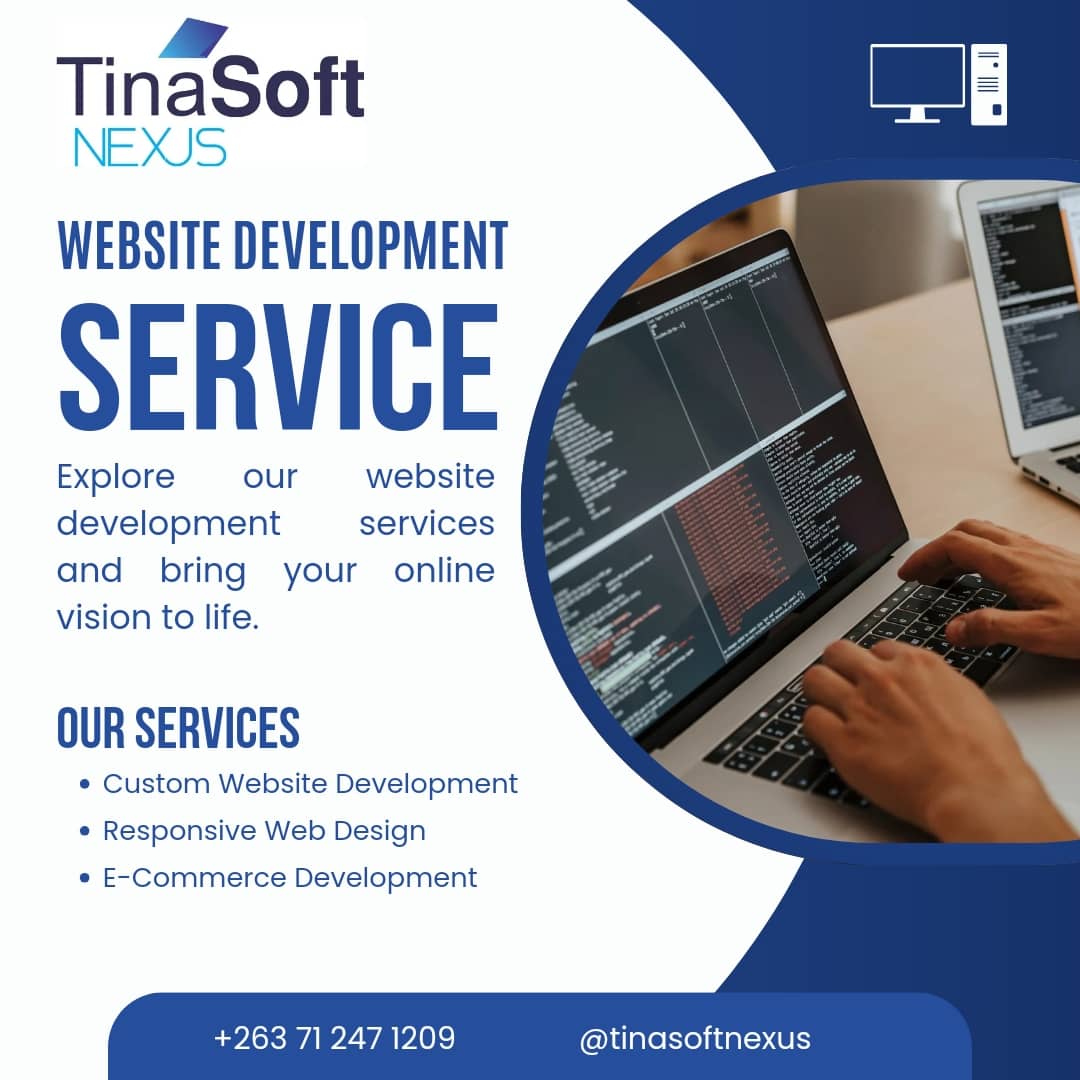 TinaSoft
NEXUS
WEBSITE DEVELOPMENT
SERVICE
Explore our website
development services
and bring your online
vision to life.
OUR SERVICES
• Custom Website Development
• Responsive Web Design
• E-Commerce Development
+263 71 247 1209
@tinasoftnexus